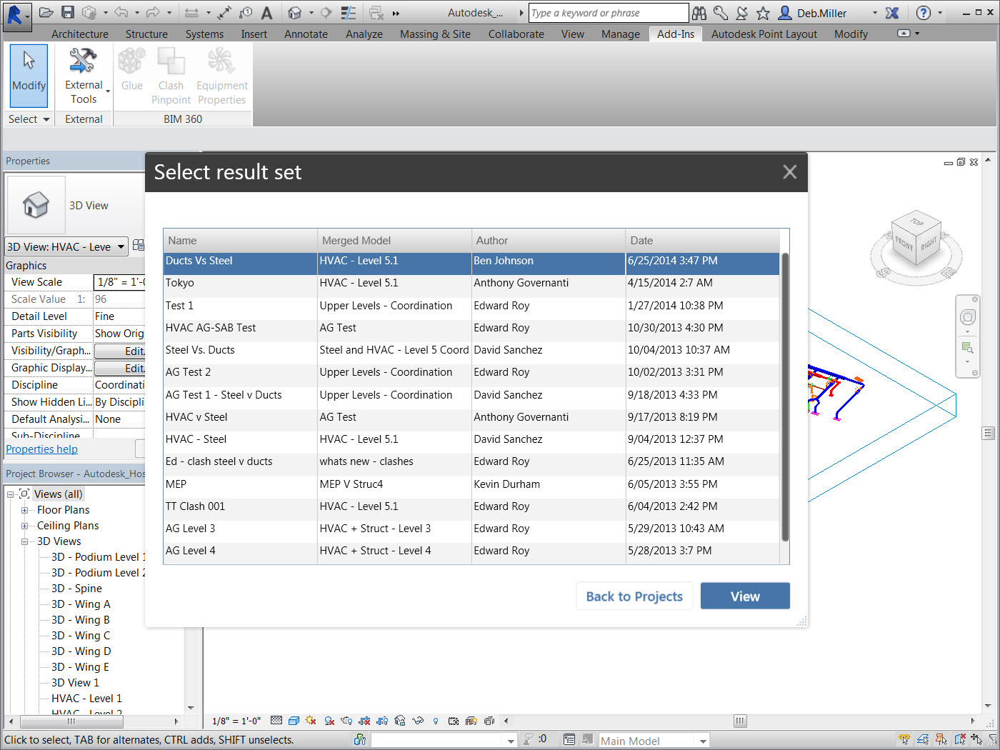 Autodesk_...
Type a keyword or phrase
Deb.Miller
Architecture Structure Systems Insert Annotate Analyze Massing & Site Collaborate View Manage Add-Ins Autodesk Point Layout Modify
Modify
External
Tools
Glue
Clash
Pinpoint
Equipment
Properties
Select External BIM 360
Properties
3D View
3D View: HVAC - Leve
Graphics
View Scale 1/8" = 1'-0
Scale Value 1: 96
Detail Level Fine
Parts Visibility Show Orig
Visibility/Graph... Edit.
Graphic Display... Edit.
Discipline Coordinati
Show Hidden Li... By Discipli
Default Analysi... None
Sub-Discipline
Properties help
Project Browser - Autodesk_Hos
Views (all)
Floor Plans
Ceiling Plans
3D Views
3D - Podium Level 1
3D - Podium Level 2
3D - Spine
3D - Wing A
3D - Wing B
3D - Wing C
3D - Wing D
3D - Wing E
3D View 1
HVAC - Level 1
HVAC - Level 2
Select result set
Name Merged Model Author Date
Ducts Vs Steel HVAC - Level 5.1 Ben Johnson 6/25/2014 3:47 PM
Tokyo HVAC - Level 5.1 Anthony Governanti 4/15/2014 2:7 AM
Test 1 Upper Levels - Coordination Edward Roy 1/27/2014 10:38 PM
HVAC AG-SAB Test AG Test Edward Roy 10/30/2013 4:30 PM
Steel Vs. Ducts Steel and HVAC - Level 5 Coord David Sanchez 10/04/2013 10:37 AM
AG Test 2 Upper Levels - Coordination Edward Roy 10/02/2013 3:31 PM
AG Test 1 - Steel v Ducts Upper Levels - Coordination David Sanchez 9/18/2013 4:33 PM
HVAC v Steel AG Test Anthony Governanti 9/17/2013 8:19 PM
HVAC - Steel HVAC - Level 5.1 David Sanchez 9/04/2013 12:37 PM
Ed - clash steel v ducts whats new - clashes Edward Roy 6/25/2013 11:35 AM
MEP MEP V Struc4 Kevin Durham 6/05/2013 3:55 PM
TT Clash 001 HVAC - Level 5.1 Edward Roy 6/04/2013 2:42 PM
AG Level 3 HVAC + Struct - Level 3 Edward Roy 5/29/2013 10:43 AM
AG Level 4 HVAC + Struct - Level 4 Edward Roy 5/28/2013 3:7 PM
Back to Projects View
TOP
FRONT
RIGHT
S
E
1/8" = 1'-0"
Click to select, TAB for alternates, CTRL adds, SHIFT unselects.
:0
Main Model